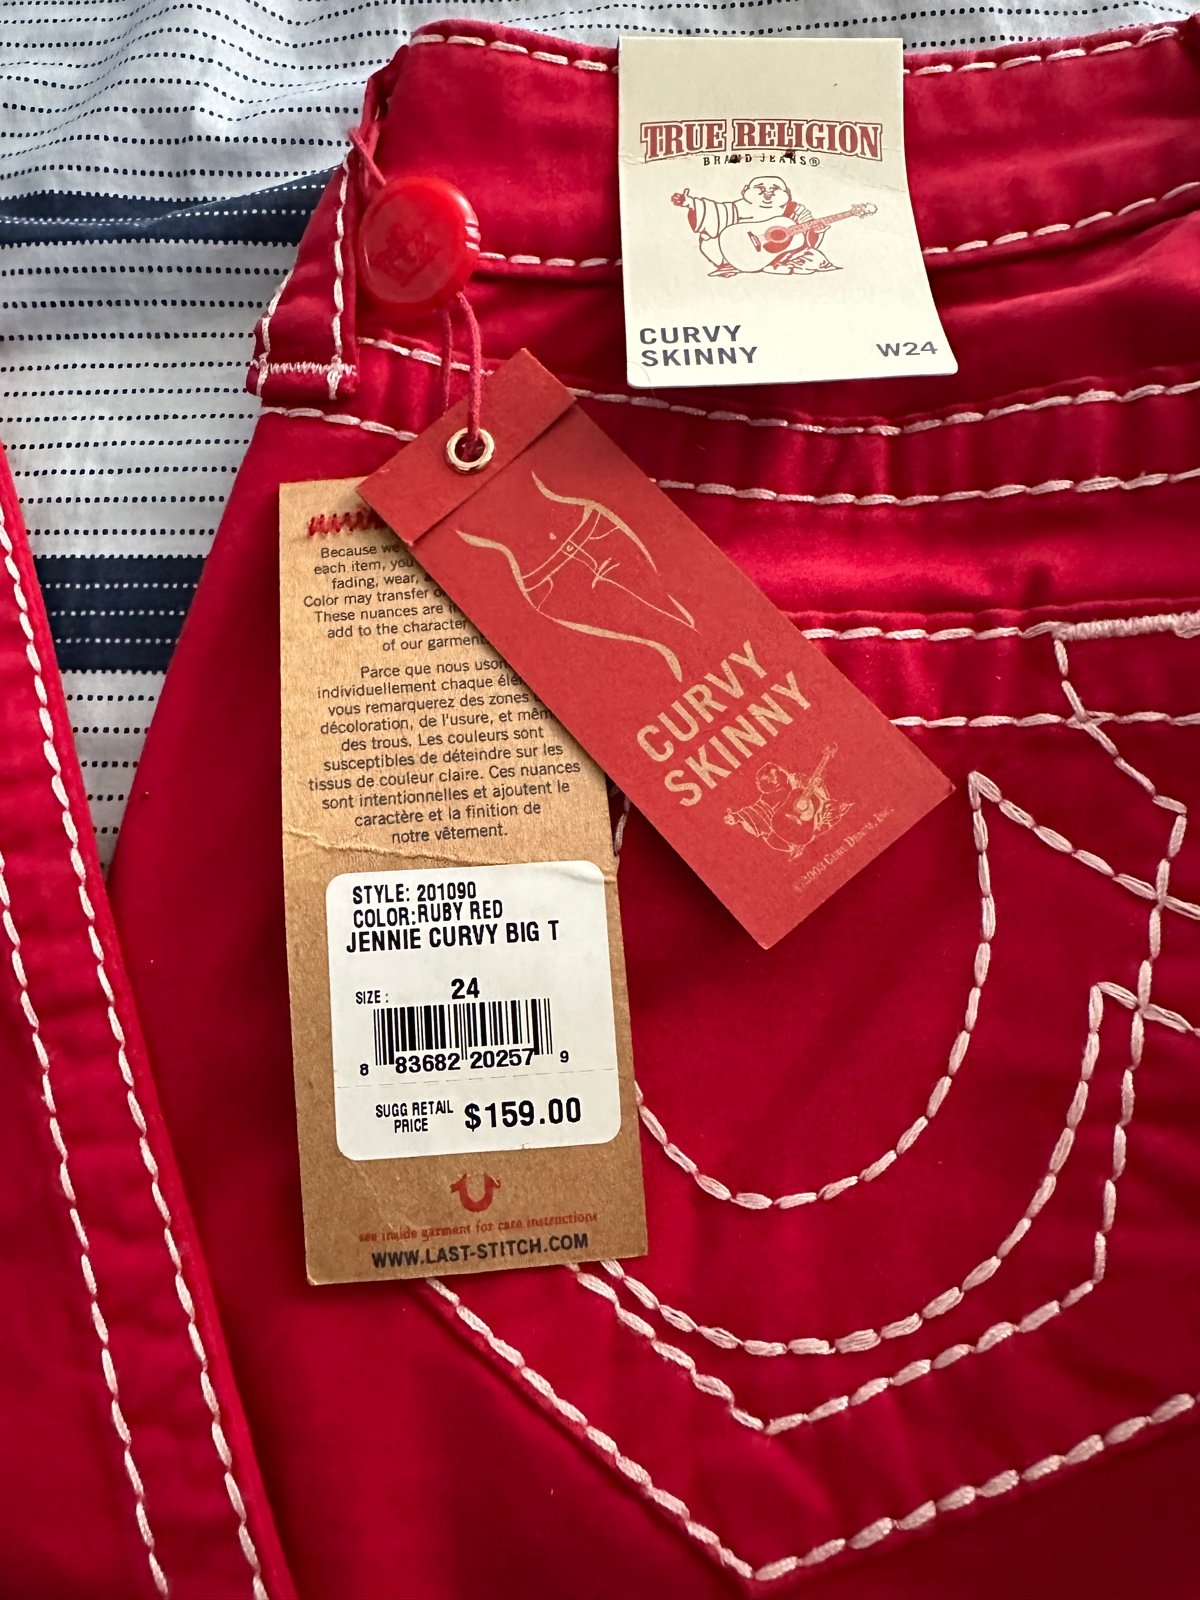 TRUE RELIGION
BRAND JEANS®
CURVY
SKINNY
W24
Because we
each item, you
fading, wear,
Color may transfer
These nuances are
add to the character
of our garment
Parce que nous
individuellement chaque
vous remarquerez des zones
décoloration, de l'usure, et
des trous. Les couleurs sont
susceptibles de déteindre sur les
tissus de couleur claire. Ces nuances
sont intentionnelles et ajoutent le
caractère et la finition de
notre vêtement.
CURVY
SKINNY
©2003 Guru Denim, Inc.
STYLE: 201090
COLOR:RUBY RED
JENNIE CURVY BIG T
SIZE: 24
8 83682 20257 9
SUGG RETAIL
PRICE $159.00
see inside garment for care instructions
WWW.LAST-STITCH.COM